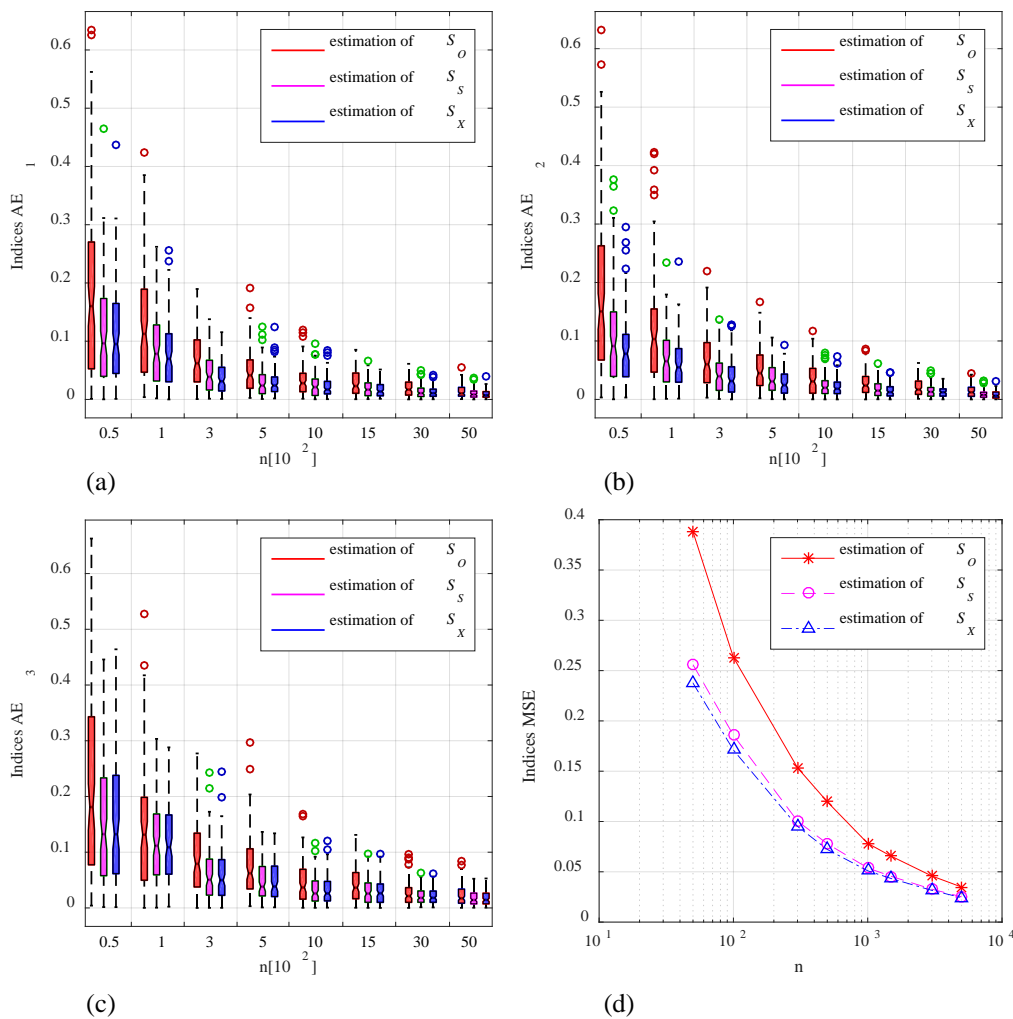 0.6
0.5
0.4
0.3
0.2
0.1
0
Indices AE 1
estimation of S O
estimation of S S
estimation of S X
0.5 1 3 5 10 15 30 50
n[10 2 ]
(a)
0.6
0.5
0.4
0.3
0.2
0.1
0
Indices AE 2
estimation of S O
estimation of S S
estimation of S X
0.5 1 3 5 10 15 30 50
n[10 2 ]
(b)
0.6
0.5
0.4
0.3
0.2
0.1
0
Indices AE 3
estimation of S O
estimation of S S
estimation of S X
0.5 1 3 5 10 15 30 50
n[10 2 ]
(c)
0.4
0.35
0.3
0.25
0.2
0.15
0.1
0.05
0
Indices MSE
estimation of S O
estimation of S S
estimation of S X
10 1 10 2 10 3 10 4
n
(d)